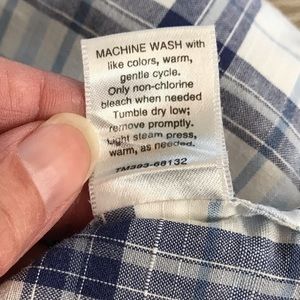 MACHINE WASH with
like colors, warm,
gentle cycle.
Only non-chlorine
bleach when needed
Tumble dry low;
remove promptly.
Light steam press,
warm, as needed.
TM393-68132